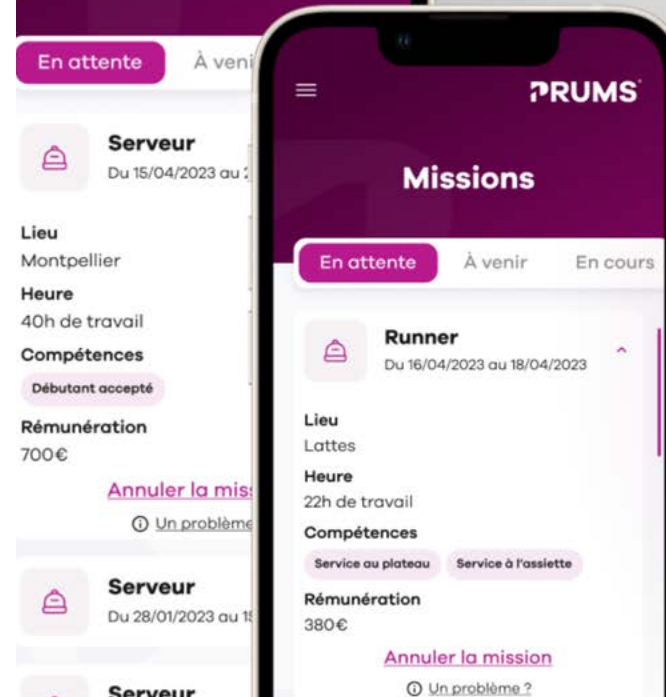 En attente
À veni
Serveur
Du 15/04/2023 au
Lieu
Montpellier
Heure
40h de travail
Compétences
Débutant accepté
Rémunération
700€
Annuler la miss
Un problème
Serveur
Du 28/01/2023 au 15
Serveur
PRUMS
Missions
En attente
À venir
En cours
Runner
Du 16/04/2023 au 18/04/2023
Lieu
Lattes
Heure
22h de travail
Compétences
Service au plateau
Service à l'assiette
Rémunération
380€
Annuler la mission
Un problème ?